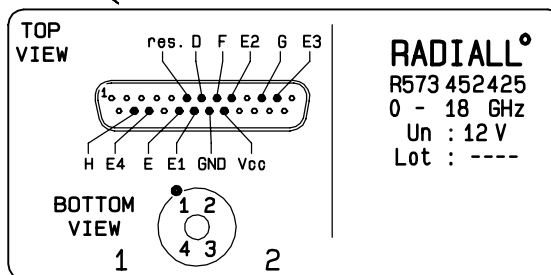 TOP
VIEW
res. D F E2 G E3
1
H E4 E E1 GND Vcc
BOTTOM
VIEW
1 2
4 3
1 2
RADIALL°
R573 452425
0 - 18 GHz
Un : 12 V
Lot : ----